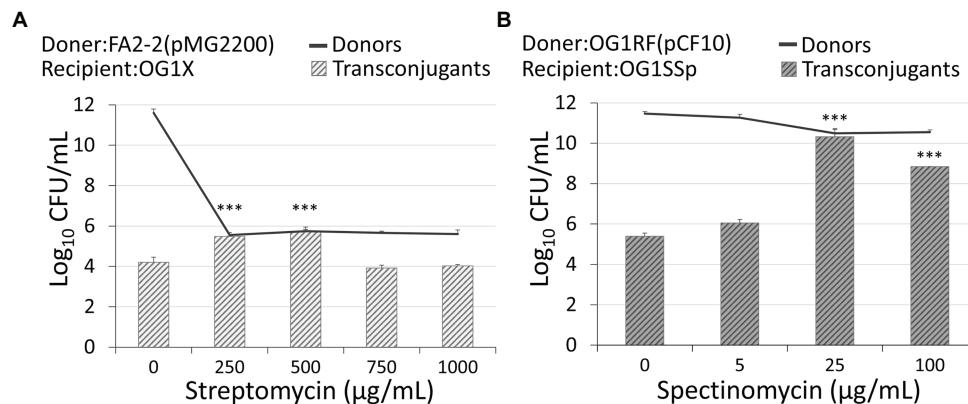 A
Doner:FA2-2(pMG2200)
Recipient:OG1X
Donors
Transconjugants
12
10
8
6
4
2
0
Log10 CFU/mL
***
***
0 250 500 750 1000
Streptomycin (µg/mL)
B
Doner:OG1RF(pCF10)
Recipient:OG1SSp
Donors
Transconjugants
12
10
8
6
4
2
0
Log10 CFU/mL
***
***
0 5 25 100
Spectinomycin (µg/mL)